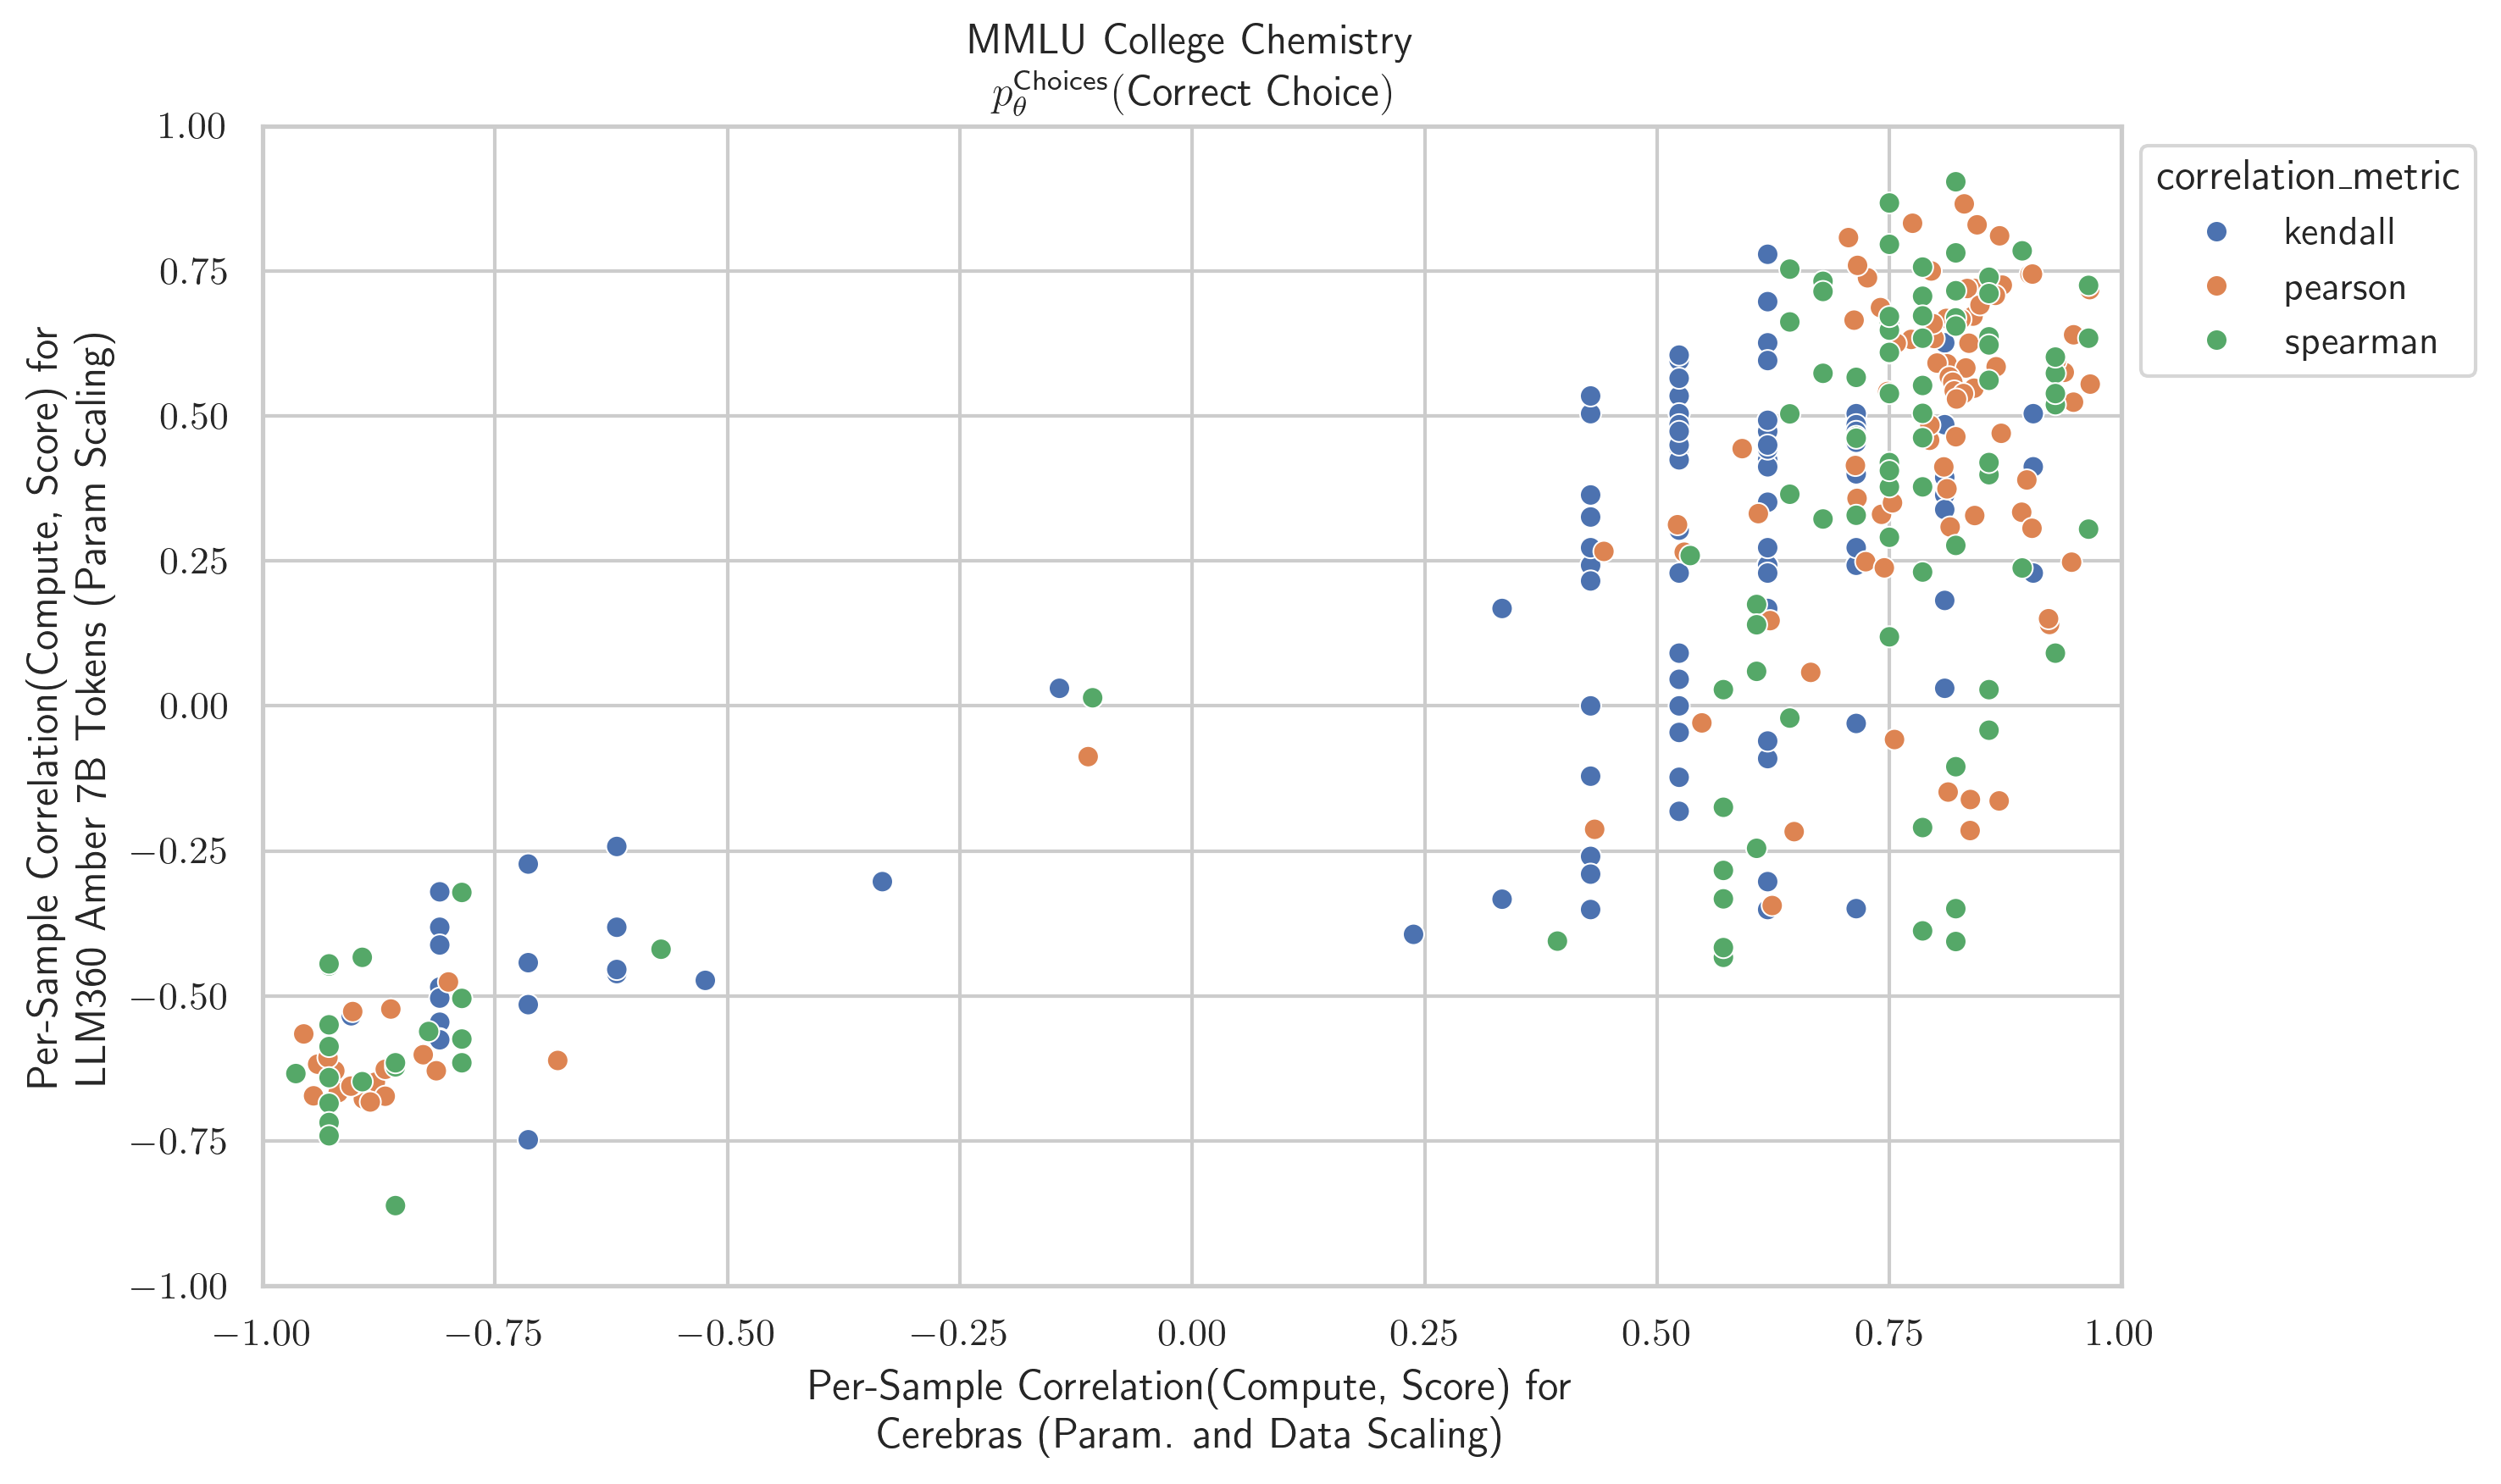 MMLU College Chemistry
p_θ^Choices(Correct Choice)
1.00
0.75
0.50
0.25
0.00
−0.25
−0.50
−0.75
−1.00
Per-Sample Correlation(Compute, Score) for
LLM360 Amber 7B Tokens (Param Scaling)
−1.00 −0.75 −0.50 −0.25 0.00 0.25 0.50 0.75 1.00
Per-Sample Correlation(Compute, Score) for
Cerebras (Param. and Data Scaling)
correlation_metric
kendall
pearson
spearman